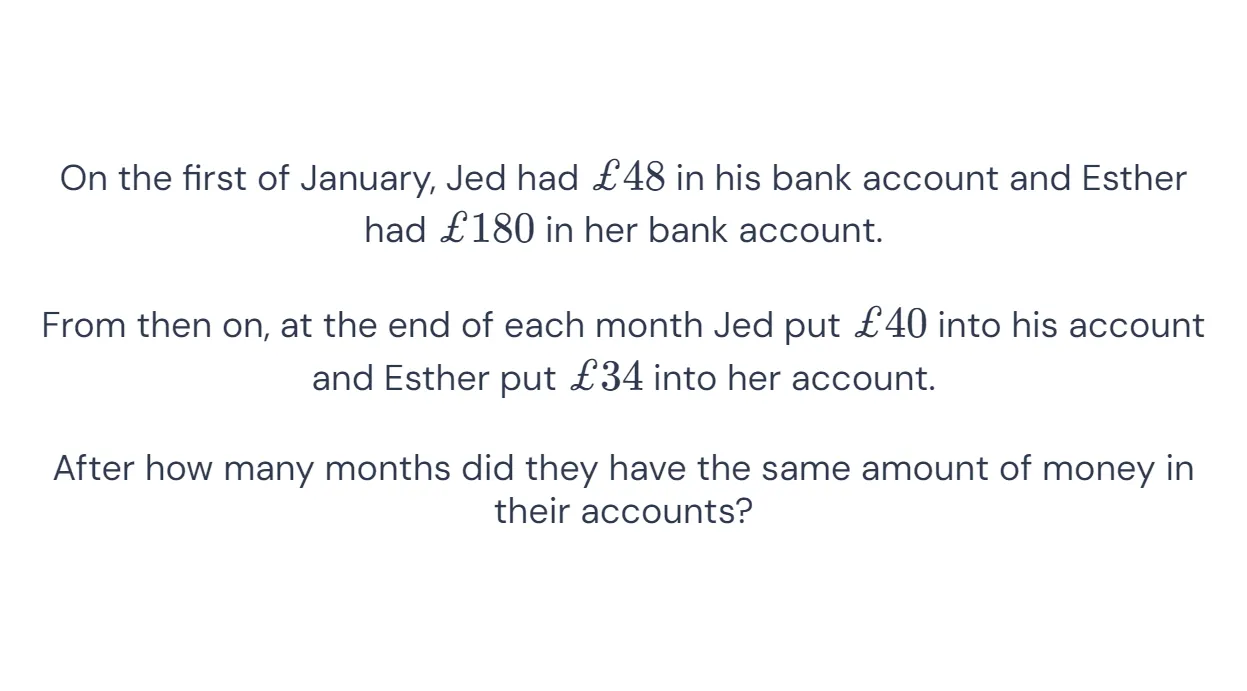 On the first of January, Jed had £48 in his bank account and Esther
had £180 in her bank account.
From then on, at the end of each month Jed put £40 into his account
and Esther put £34 into her account.
After how many months did they have the same amount of money in
their accounts?